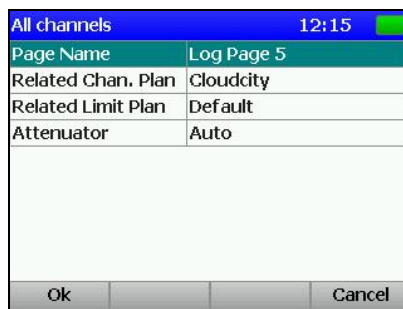 All channels 12:15
Page Name Log Page 5
Related Chan. Plan Cloudcity
Related Limit Plan Default
Attenuator Auto
Ok Cancel